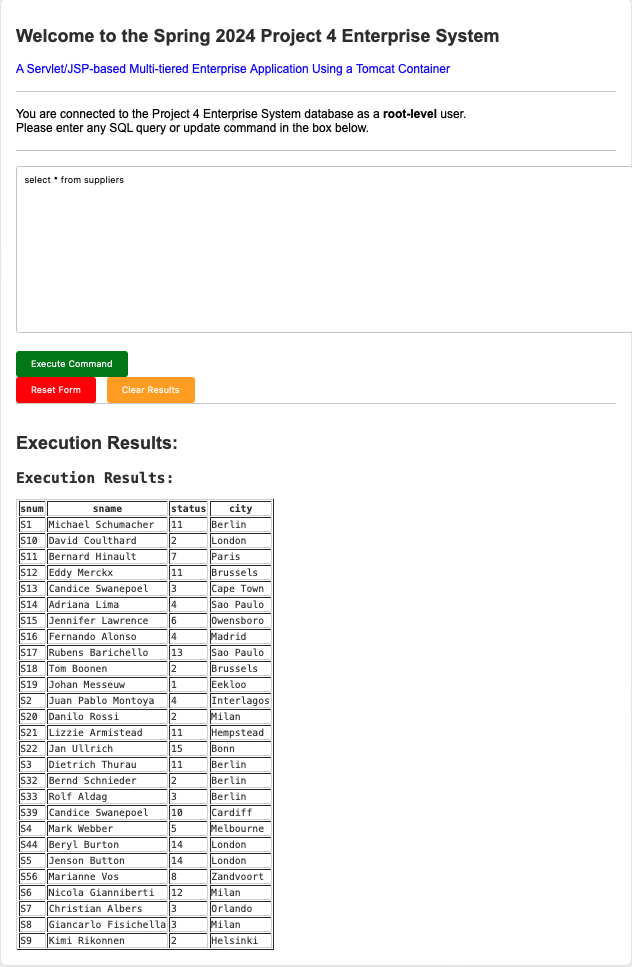 Welcome to the Spring 2024 Project 4 Enterprise System
A Servlet/JSP-based Multi-tiered Enterprise Application Using a Tomcat Container
You are connected to the Project 4 Enterprise System database as a root-level user.
Please enter any SQL query or update command in the box below.
select * from suppliers
Execute Command
Reset Form Clear Results
Execution Results:
Execution Results:
snum sname status city
S1 Michael Schumacher 11 Berlin
S10 David Coulthard 2 London
S11 Bernard Hinault 7 Paris
S12 Eddy Merckx 11 Brussels
S13 Candice Swanepoel 3 Cape Town
S14 Adriana Lima 4 Sao Paulo
S15 Jennifer Lawrence 6 Owensboro
S16 Fernando Alonso 4 Madrid
S17 Rubens Barichello 13 Sao Paulo
S18 Tom Boonen 2 Brussels
S19 Johan Messeuw 1 Eekloo
S2 Juan Pablo Montoya 4 Interlagos
S20 Danilo Rossi 2 Milan
S21 Lizzie Armistead 11 Hempstead
S22 Jan Ullrich 15 Bonn
S3 Dietrich Thurau 11 Berlin
S32 Bernd Schnieder 2 Berlin
S33 Rolf Aldag 3 Berlin
S39 Candice Swanepoel 10 Cardiff
S4 Mark Webber 5 Melbourne
S44 Beryl Burton 14 London
S5 Jenson Button 14 London
S56 Marianne Vos 8 Zandvoort
S6 Nicola Gianniberti 12 Milan
S7 Christian Albers 3 Orlando
S8 Giancarlo Fisichella 3 Milan
S9 Kimi Rikonnen 2 Helsinki